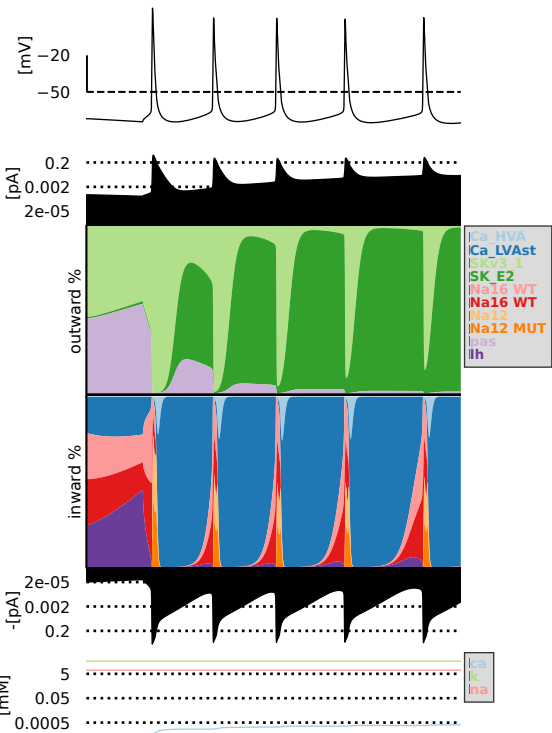 [mV]
−20
−50
[pA]
0.2
0.002
2e-05
outward %
Ca_HVA
Ca_LVAst
SKv3_1
SK_E2
Na16 WT
Na16 WT
Na12
Na12 MUT
pas
Ih
inward %
-[pA]
2e-05
0.002
0.2
[mM]
5
0.05
0.0005
ca
k
na